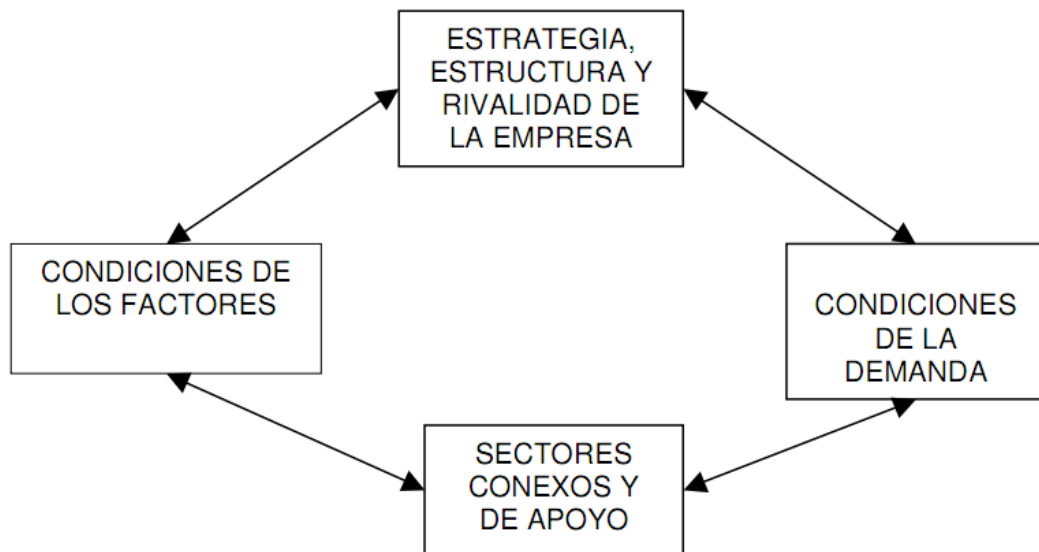 ESTRATEGIA,
ESTRUCTURA Y
RIVALIDAD DE
LA EMPRESA
CONDICIONES DE
LOS FACTORES
CONDICIONES
DE LA
DEMANDA
SECTORES
CONEXOS Y
DE APOYO